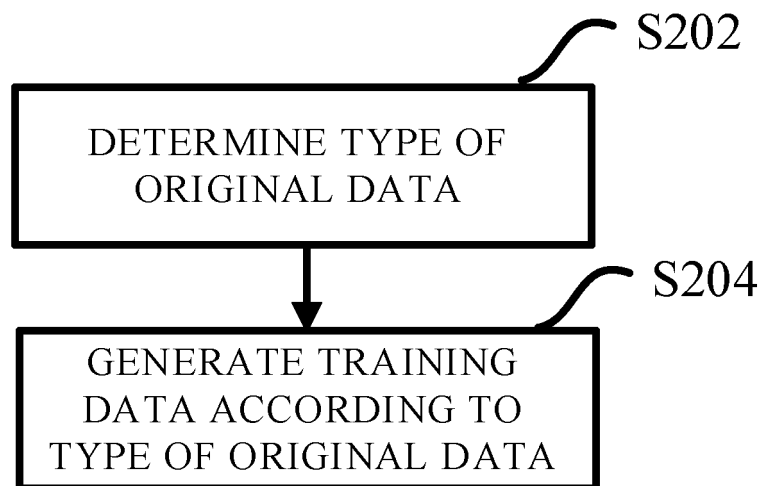 S202
DETERMINE TYPE OF
ORIGINAL DATA
S204
GENERATE TRAINING
DATA ACCORDING TO
TYPE OF ORIGINAL DATA